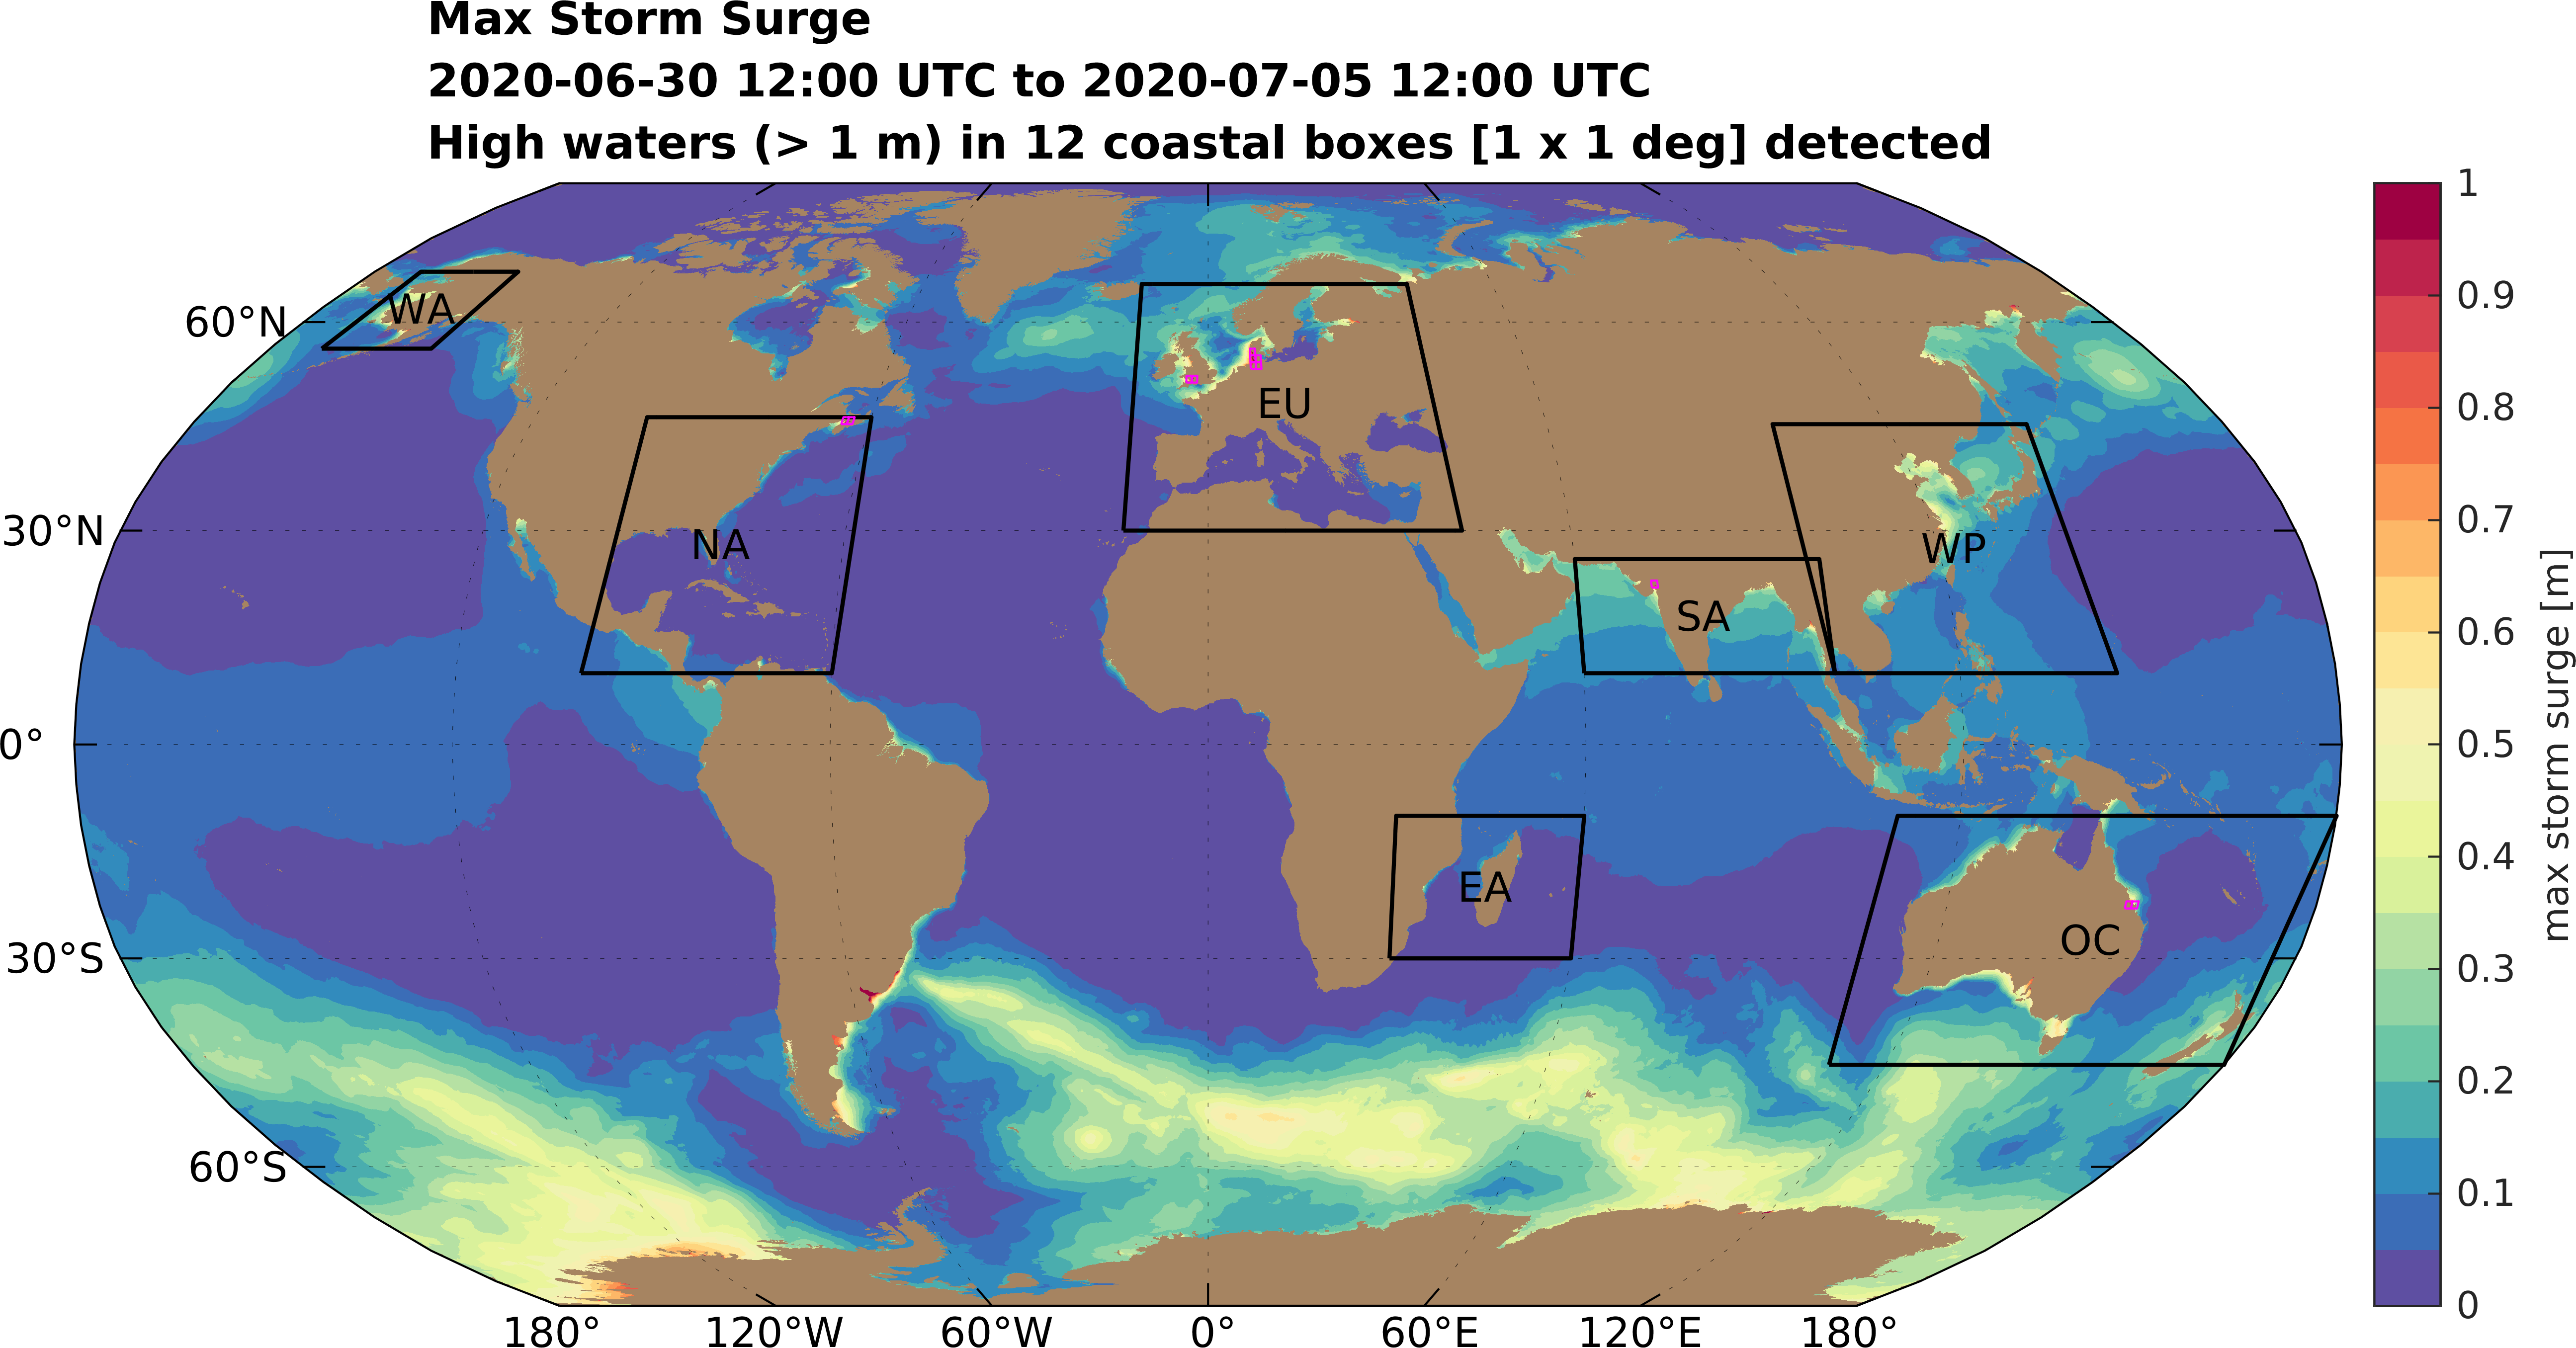 Max Storm Surge
2020-06-30 12:00 UTC to 2020-07-05 12:00 UTC
High waters (> 1 m) in 12 coastal boxes [1 x 1 deg] detected
60°N
30°N
0°
30°S
60°S
WA
NA
EU
SA
WP
EA
OC
180°
120°W
60°W
0°
60°E
120°E
180°
1
0.9
0.8
0.7
0.6
0.5
0.4
0.3
0.2
0.1
0
max storm surge [m]